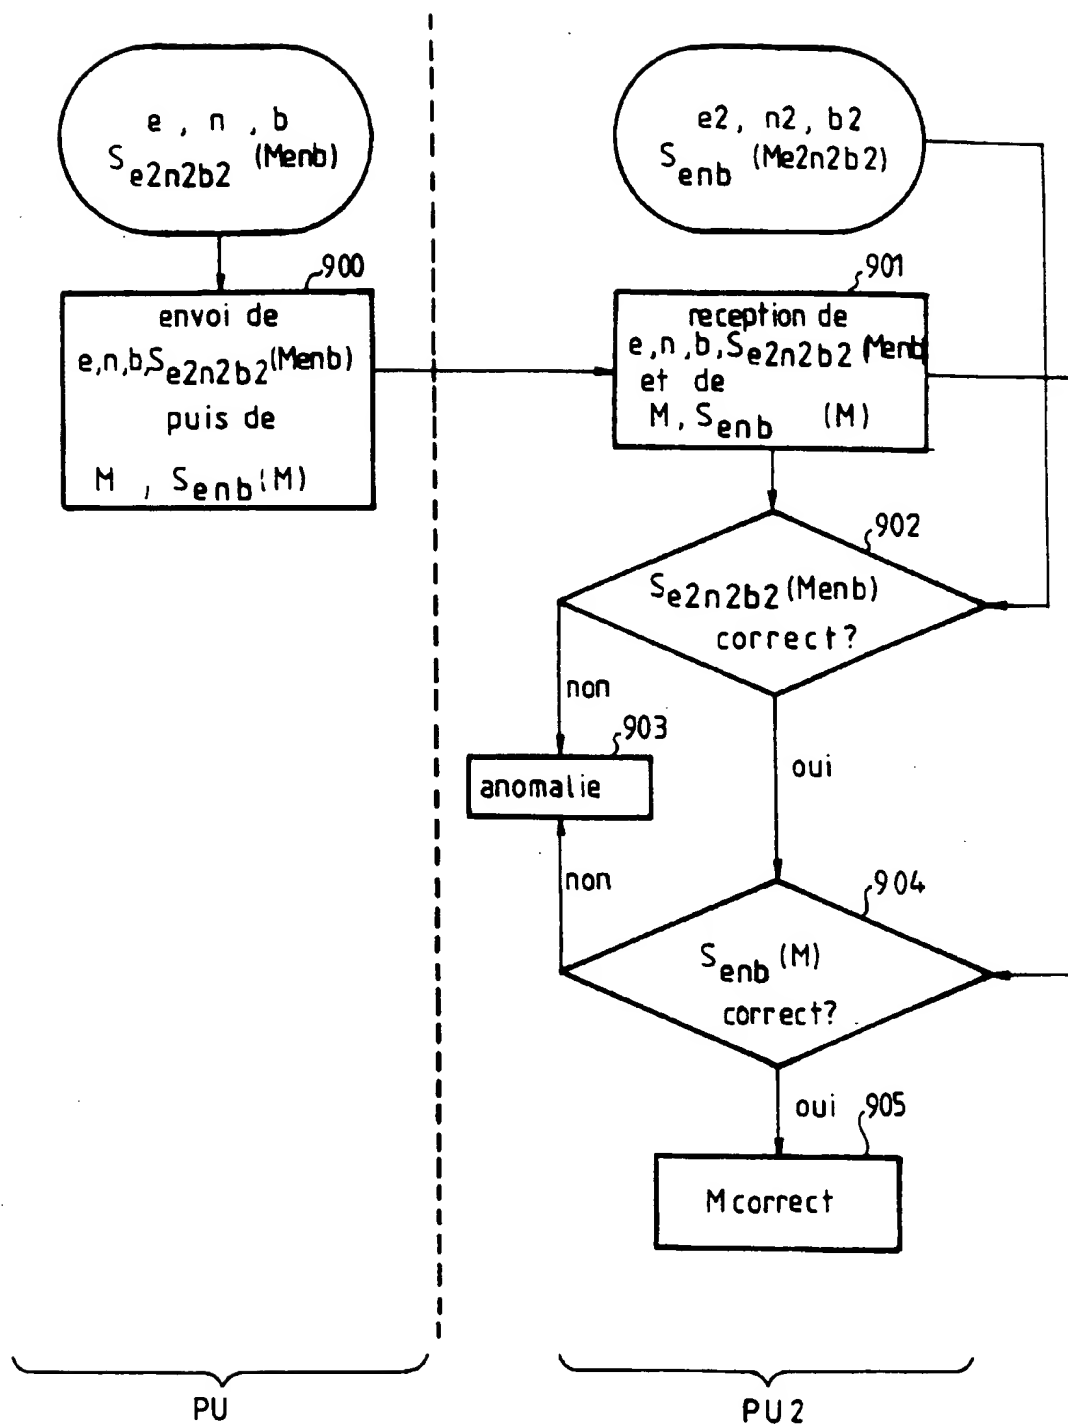 e , n , b
Se2n2b2 (Menb)
900
envoi de
e,n,b,Se2n2b2(Menb)
puis de
M , Senb(M)
e2, n2, b2
Senb (Me2n2b2)
901
reception de
e,n,b,Se2n2b2(Menb
et de
M, Senb (M)
902
Se2n2b2(Menb)
correct?
non
903
anomalie
oui
non
904
Senb (M)
correct?
oui
905
M correct
PU
PU2